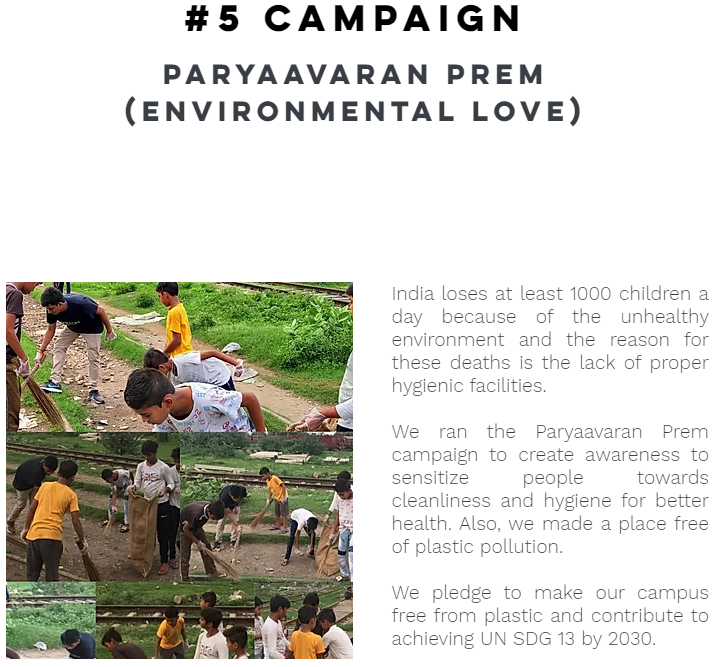 #5 CAMPAIGN
PARYAAVARAN PREM
(ENVIRONMENTAL LOVE)
India loses at least 1000 children a
day because of the unhealthy
environment and the reason for
these deaths is the lack of proper
hygienic facilities.
We ran the Paryaavaran Prem
campaign to create awareness to
sensitize people towards
cleanliness and hygiene for better
health. Also, we made a place free
of plastic pollution.
We pledge to make our campus
free from plastic and contribute to
achieving UN SDG 13 by 2030.